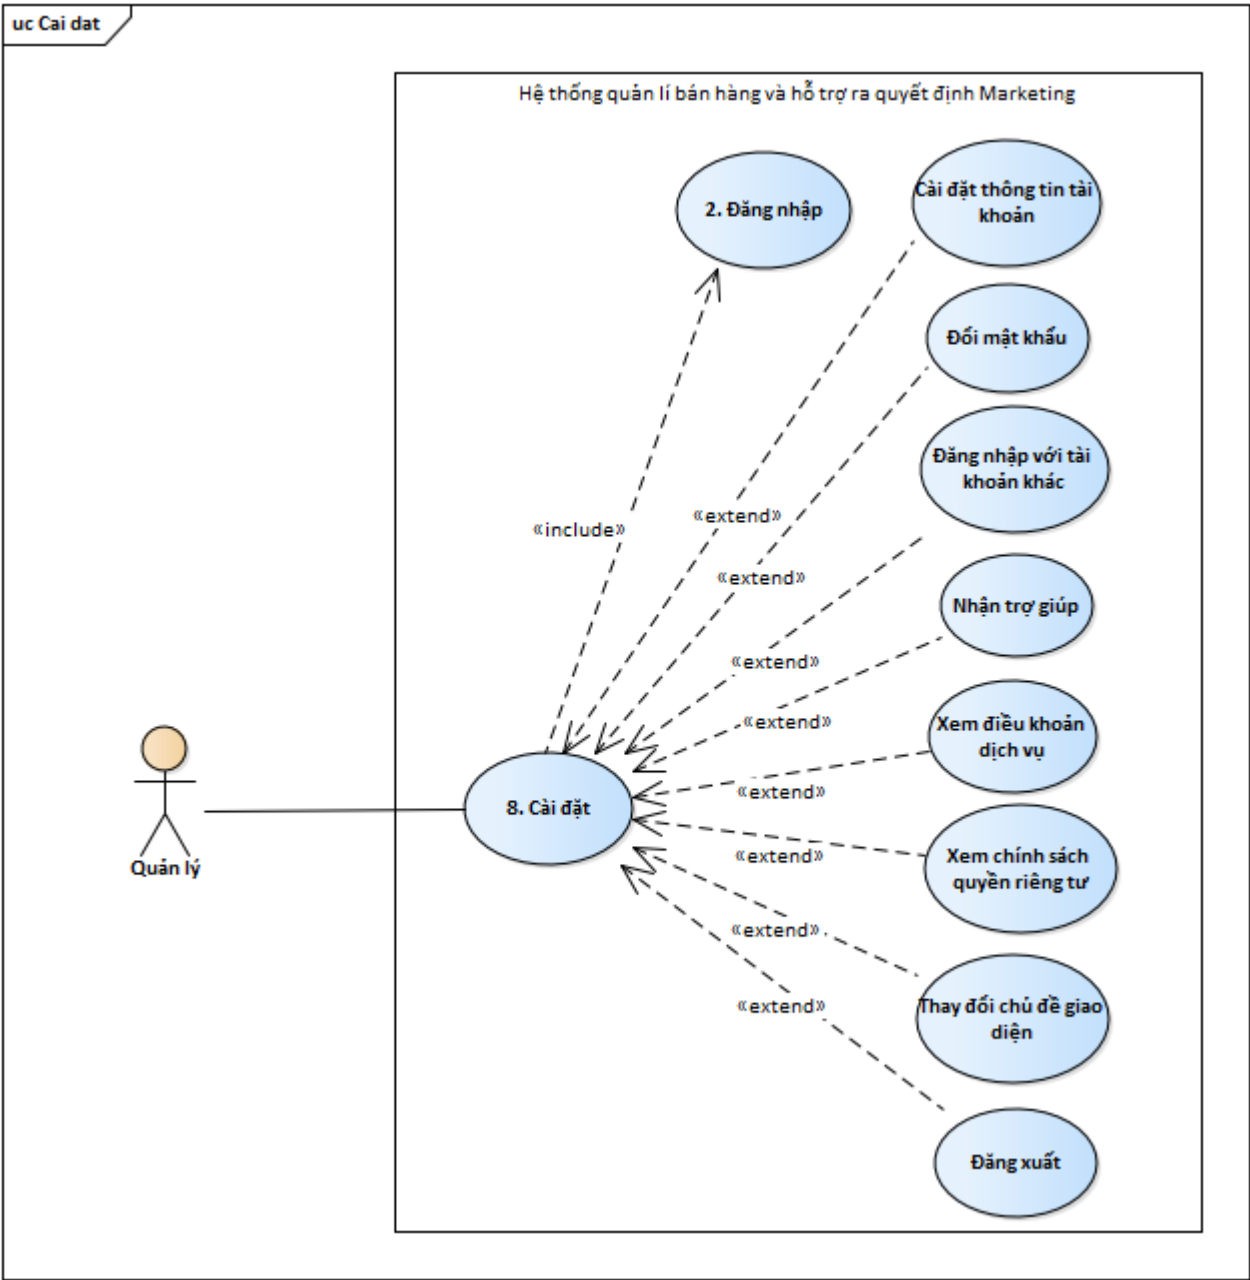 uc Cai dat
Hệ thống quản lí bán hàng và hỗ trợ ra quyết định Marketing
2. Đăng nhập
Cài đặt thông tin tài
khoản
Đổi mật khẩu
Đăng nhập với tài
khoản khác
«include»
«extend»
«extend»
Nhận trợ giúp
«extend»
«extend»
Xem điều khoản
dịch vụ
«extend»
8. Cài đặt
Quản lý
«extend»
Xem chính sách
quyền riêng tư
«extend»
«extend»
Thay đổi chủ đề giao
diện
Đăng xuất